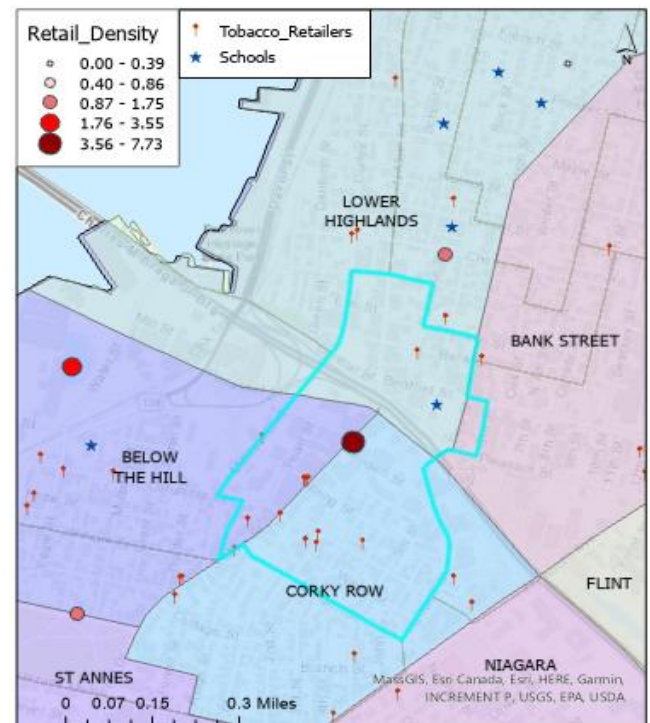 Retail_Density
0.00 - 0.39
0.40 - 0.86
0.87 - 1.75
1.76 - 3.55
3.56 - 7.73
Tobacco_Retailers
Schools
N
LOWER
HIGHLANDS
BANK STREET
BELOW
THE HILL
CORKY ROW
FLINT
ST ANNES
NIAGARA
MassGIS, Esri Canada, Esri, HERE, Garmin,
INCREMENT P, USGS, EPA, USDA
0 0.07 0.15 0.3 Miles